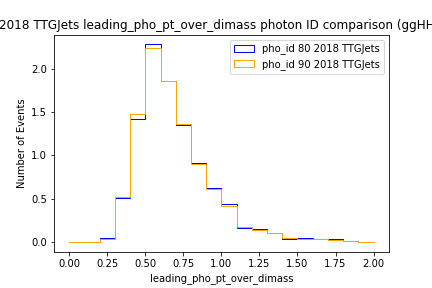 2018 TTGJets leading_pho_pt_over_dimass photon ID comparison (ggHH
pho_id 80 2018 TTGJets
pho_id 90 2018 TTGJets
Number of Events
2.0
1.5
1.0
0.5
0.0
0.00 0.25 0.50 0.75 1.00 1.25 1.50 1.75 2.00
leading_pho_pt_over_dimass